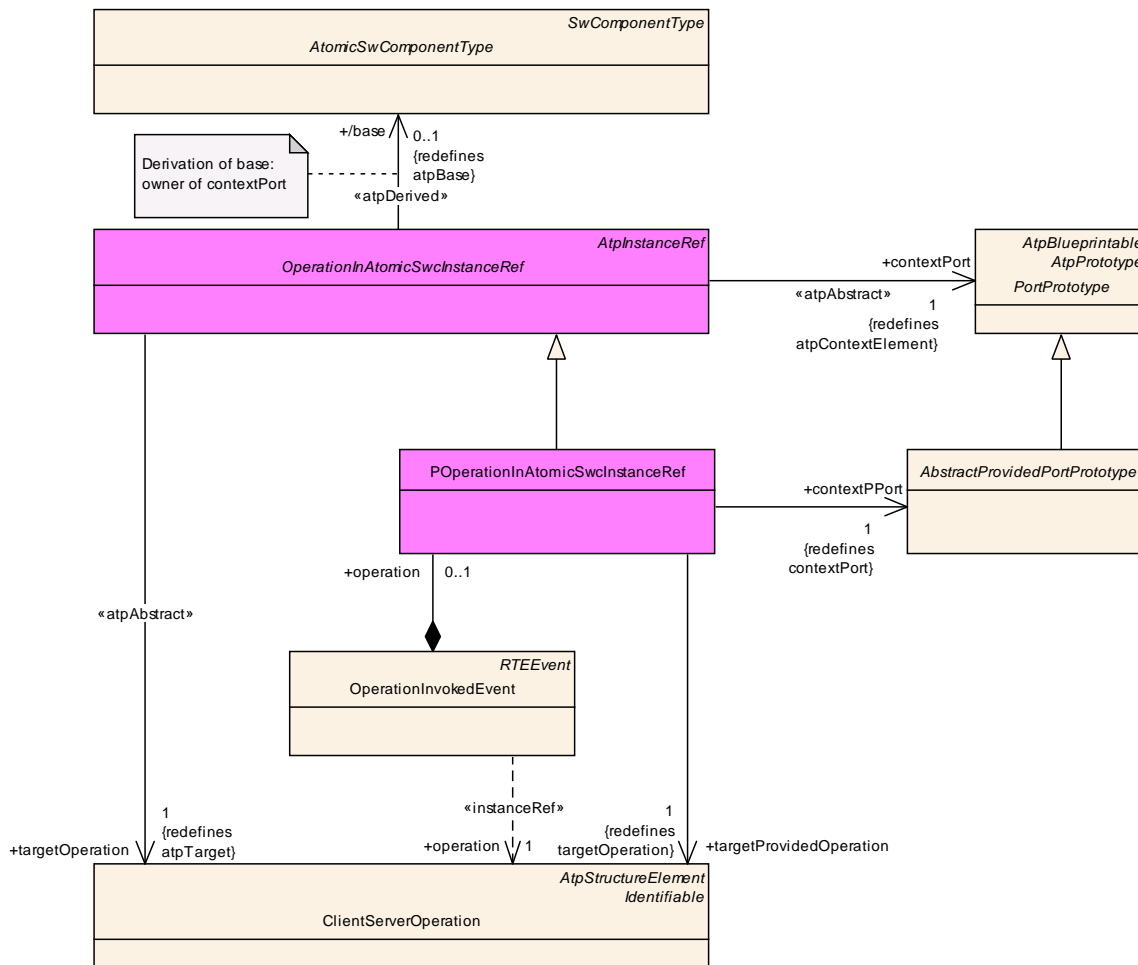 SwComponentType
AtomicSwComponentType
+/base
0..1
{redefines
atpBase}
Derivation of base:
owner of contextPort
«atpDerived»
AtpInstanceRef
OperationInAtomicSwcInstanceRef
+contextPort
«atpAbstract»
1
{redefines
atpContextElement}
AtpBlueprintable
AtpPrototype
PortPrototype
POperationInAtomicSwcInstanceRef
+contextPPort
1
{redefines
contextPort}
AbstractProvidedPortPrototype
+operation
0..1
«atpAbstract»
RTEEvent
OperationInvokedEvent
«instanceRef»
+targetOperation
1
{redefines
atpTarget}
+operation
1
1
{redefines
targetOperation}
+targetProvidedOperation
AtpStructureElement
Identifiable
ClientServerOperation